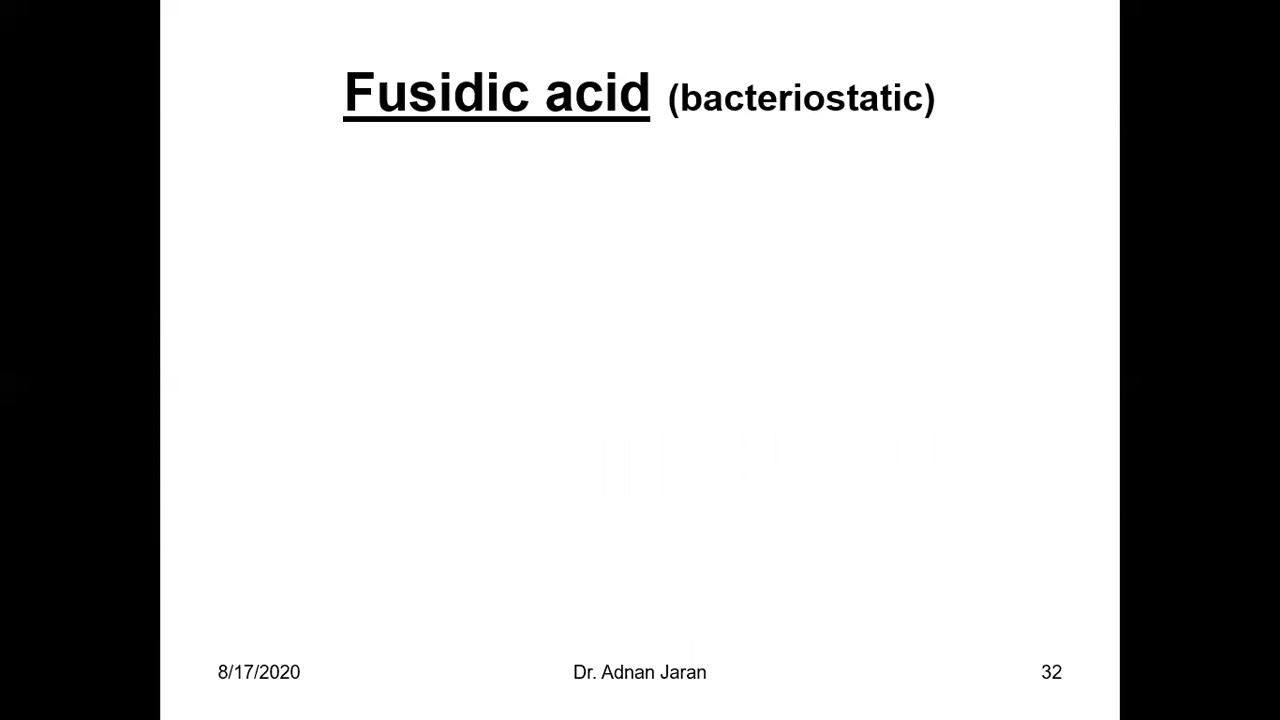 Fusidic acid (bacteriostatic)
8/17/2020 Dr. Adnan Jaran 32